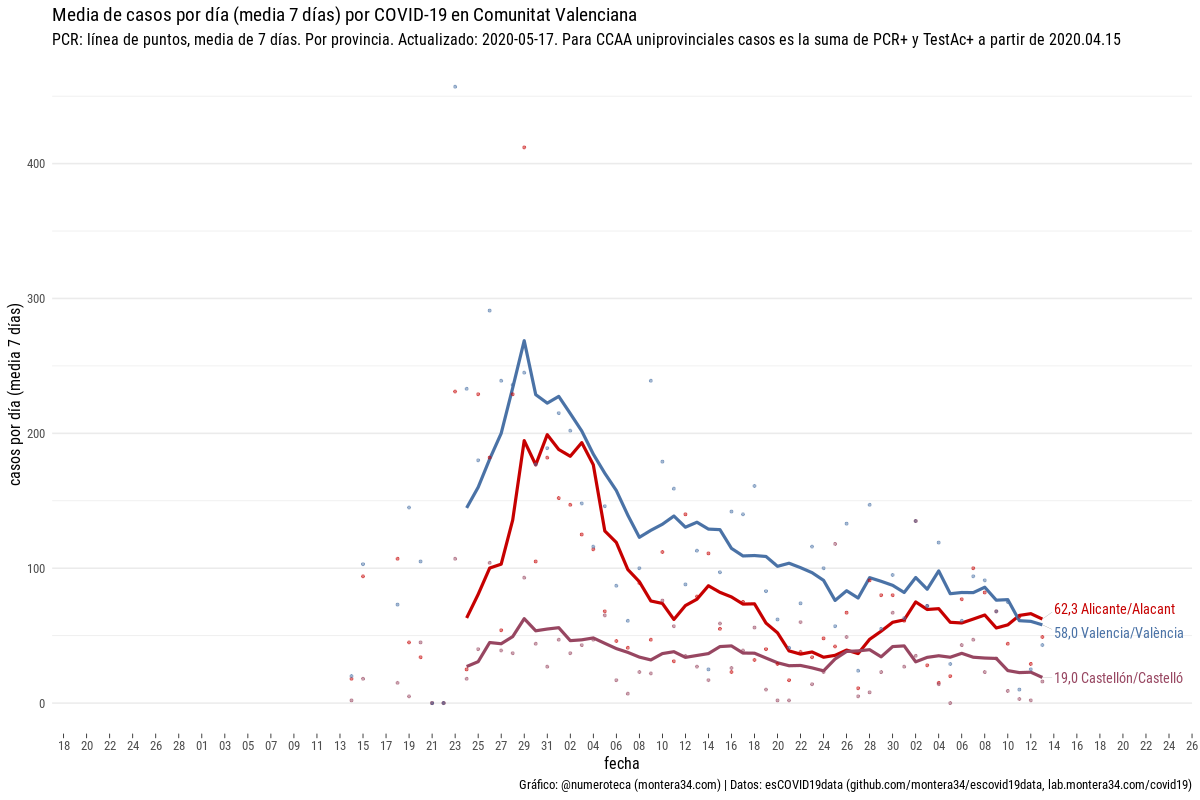 Media de casos por día (media 7 días) por COVID-19 en Comunitat Valenciana
PCR: línea de puntos, media de 7 días. Por provincia. Actualizado: 2020-05-17. Para CCAA uniprovinciales casos es la suma de PCR+ y TestAc+ a partir de 2020.04.15
casos por día (media 7 días)
400
300
200
100
0
62,3 Alicante/Alacant
58,0 Valencia/València
19,0 Castellón/Castelló
18 20 22 24 26 28 01 03 05 07 09 11 13 15 17 19 21 23 25 27 29 31 02 04 06 08 10 12 14 16 18 20 22 24 26 28 30 02 04 06 08 10 12 14 16 18 20 22 24 26
fecha
Gráfico: @numeroteca (montera34.com) | Datos: esCOVID19data (github.com/montera34/escovid19data, lab.montera34.com/covid19)